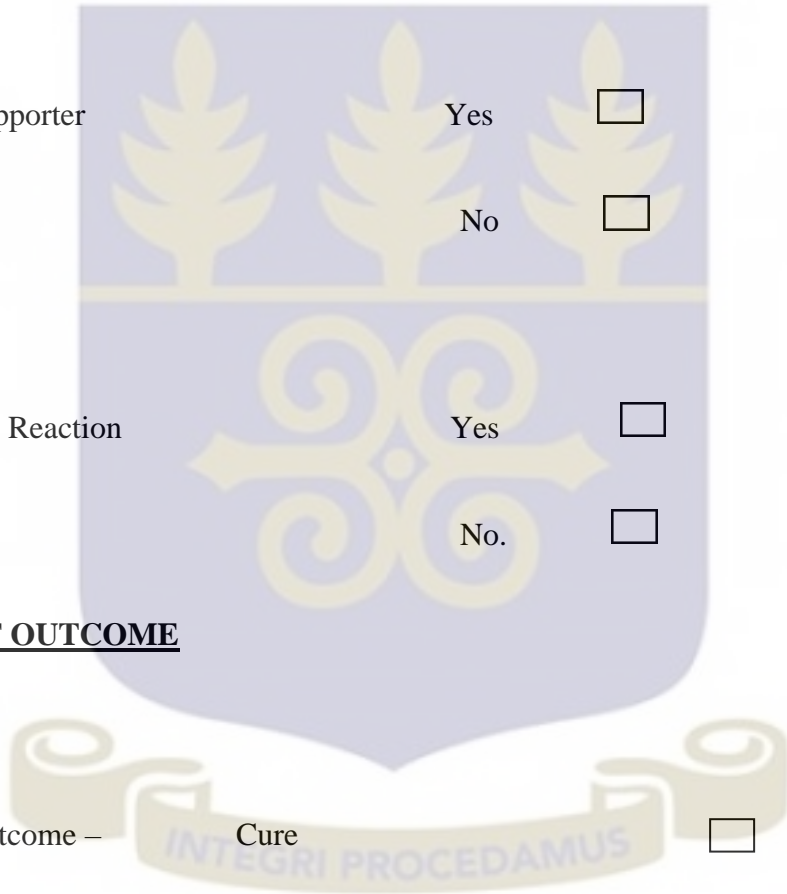 pporter Yes
No
Reaction Yes
No.
T OUTCOME
tcome – Cure
INTEGRI PROCEDAMUS